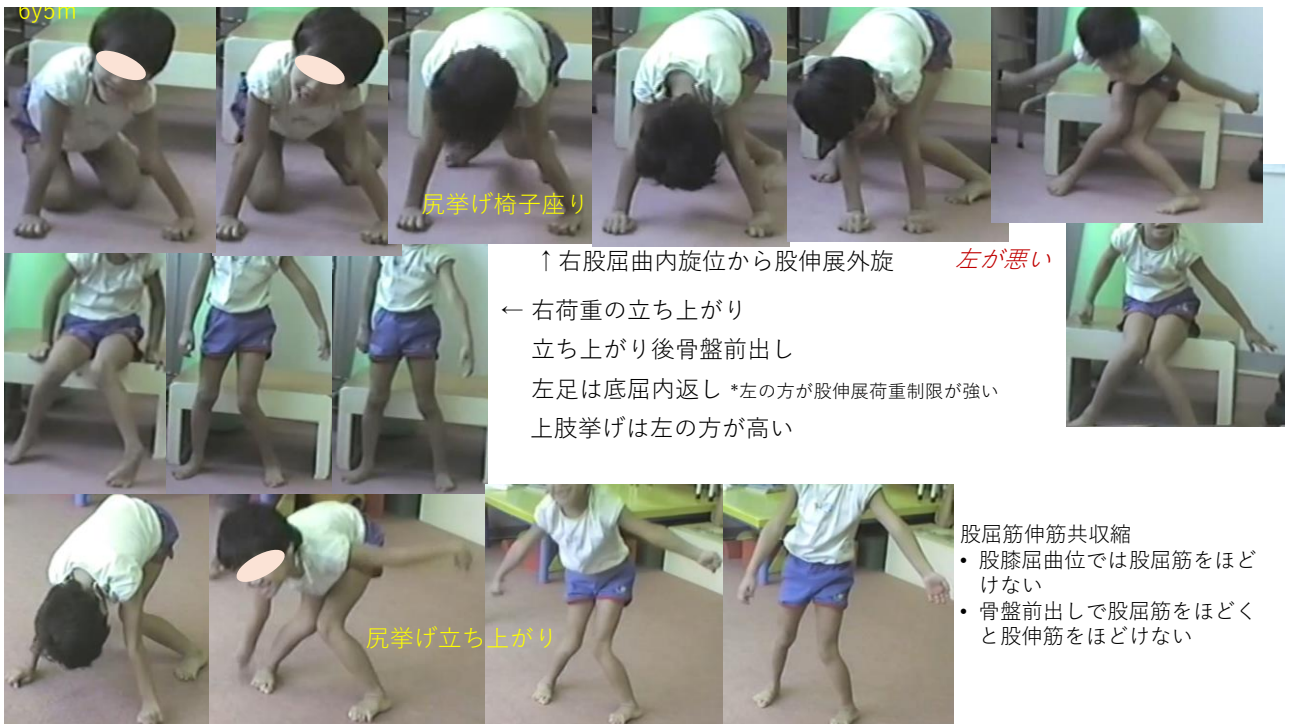 6y5m
尻挙げ椅子座り
↑右股屈曲内旋位から股伸展外旋
左が悪い
← 右荷重の立ち上がり
立ち上がり後骨盤前出し
左足は底屈内返し *左の方が股伸展荷重制限が強い
上肢挙げは左の方が高い
尻挙げ立ち上がり
股屈筋伸筋共収縮
• 股膝屈曲位では股屈筋をほど
けない
• 骨盤前出しで股屈筋をほどく
と股伸筋をほどけない